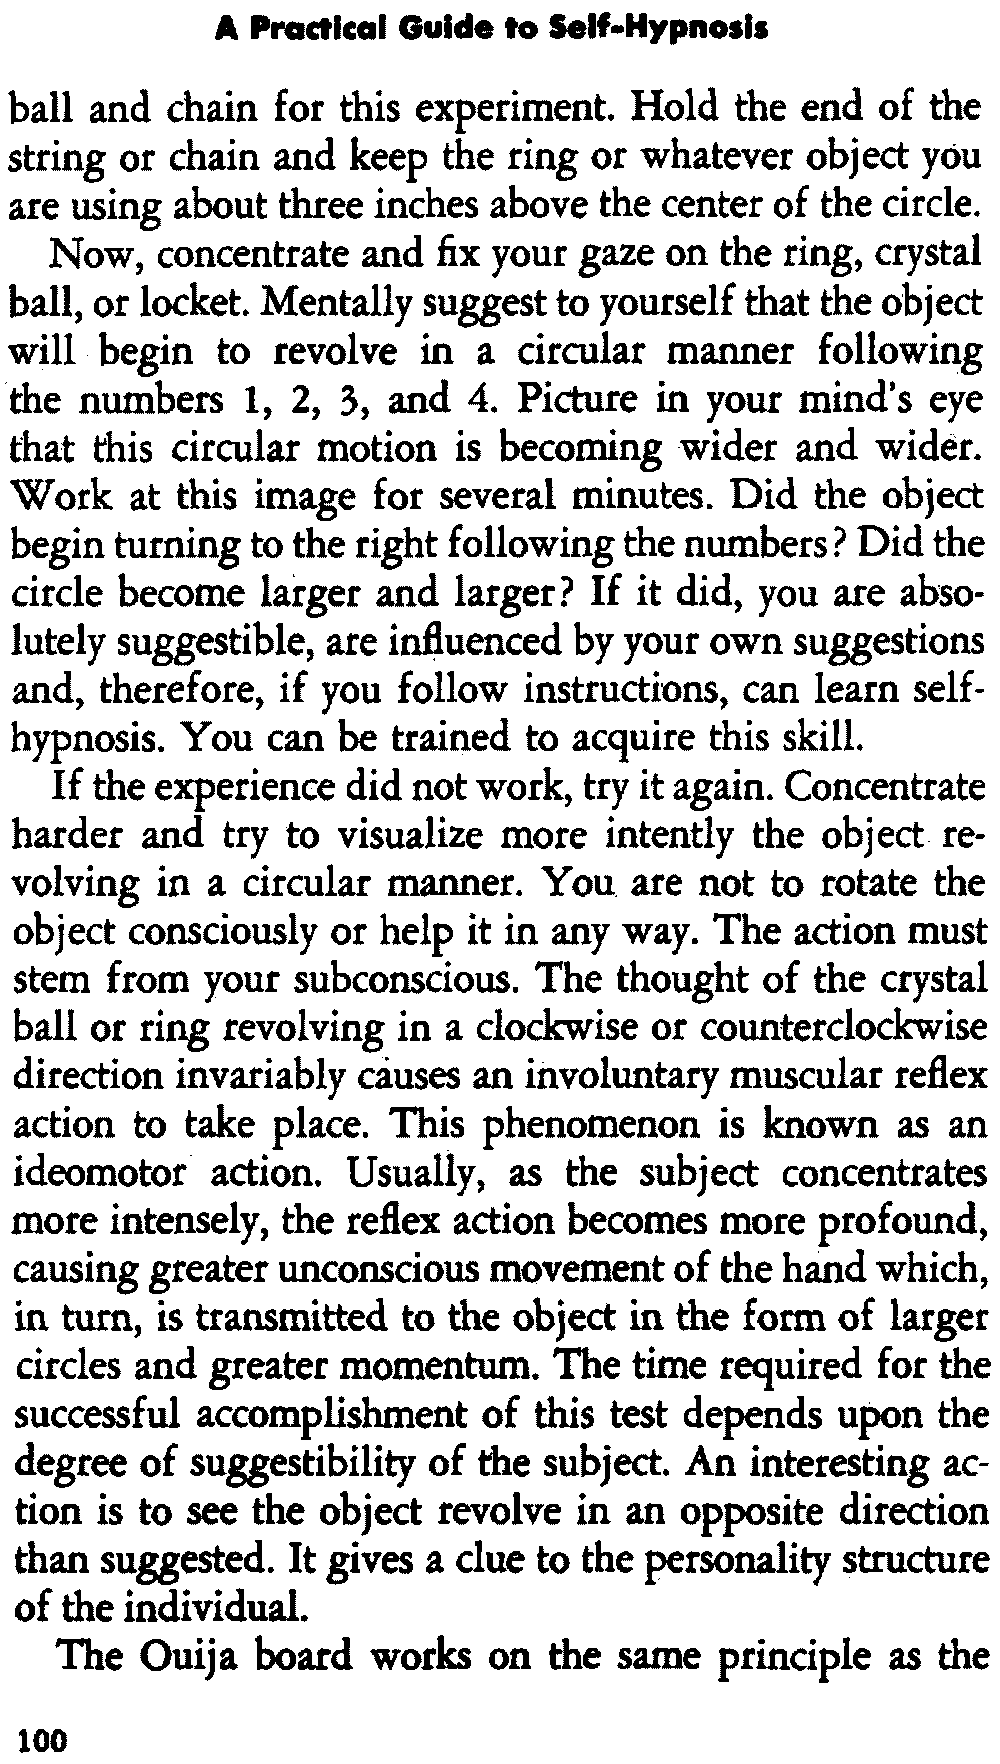 A Practical Guide to Self-Hypnosis
ball and chain for this experiment. Hold the end of the
string or chain and keep the ring or whatever object you
are using about three inches above the center of the circle.
Now, concentrate and fix your gaze on the ring, crystal
ball, or locket. Mentally suggest to yourself that the object
will begin to revolve in a circular manner following
the numbers 1, 2, 3, and 4. Picture in your mind's eye
that this circular motion is becoming wider and wider.
Work at this image for several minutes. Did the object
begin turning to the right following the numbers? Did the
circle become larger and larger? If it did, you are abso-
lutely suggestible, are influenced by your own suggestions
and, therefore, if you follow instructions, can learn self-
hypnosis. You can be trained to acquire this skill.
If the experience did not work, try it again. Concentrate
harder and try to visualize more intently the object re-
volving in a circular manner. You are not to rotate the
object consciously or help it in any way. The action must
stem from your subconscious. The thought of the crystal
ball or ring revolving in a clockwise or counterclockwise
direction invariably causes an involuntary muscular reflex
action to take place. This phenomenon is known as an
ideomotor action. Usually, as the subject concentrates
more intensely, the reflex action becomes more profound,
causing greater unconscious movement of the hand which,
in turn, is transmitted to the object in the form of larger
circles and greater momentum. The time required for the
successful accomplishment of this test depends upon the
degree of suggestibility of the subject. An interesting ac-
tion is to see the object revolve in an opposite direction
than suggested. It gives a clue to the personality structure
of the individual.
The Ouija board works on the same principle as the
100